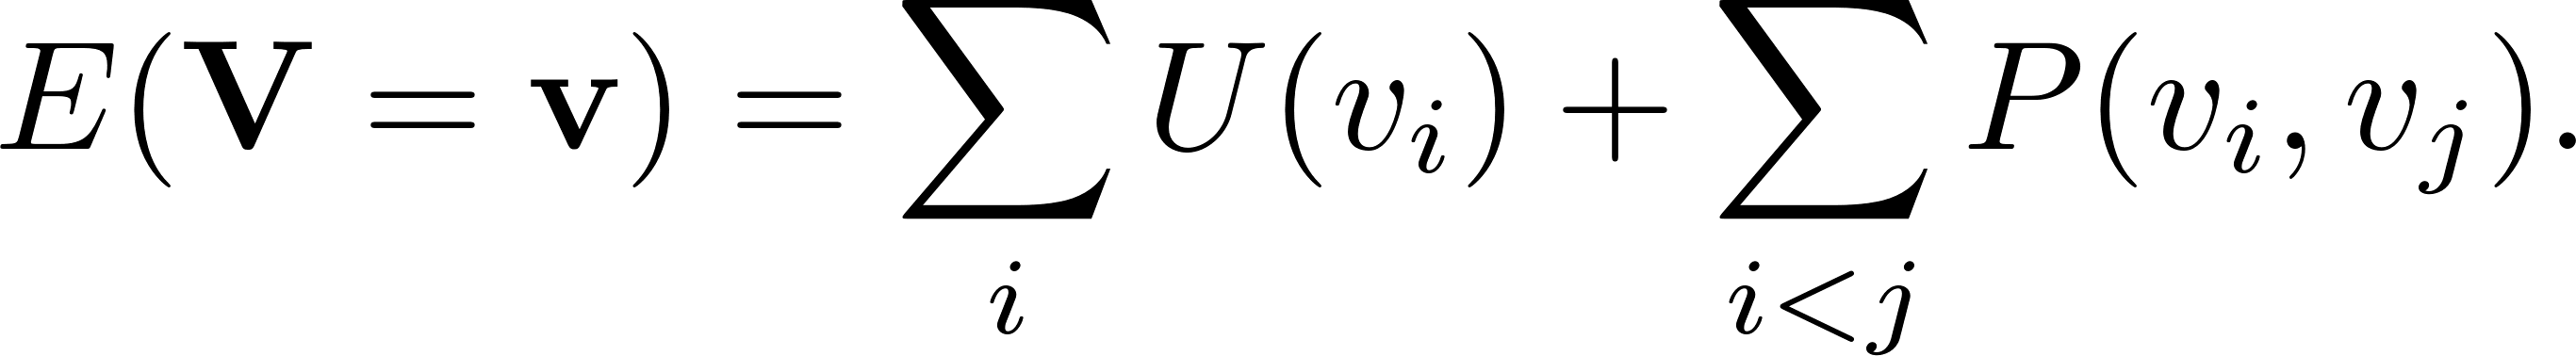 E(𝐕 = 𝐯) = ∑_i U(v_i) + ∑_{i<j} P(v_i, v_j).